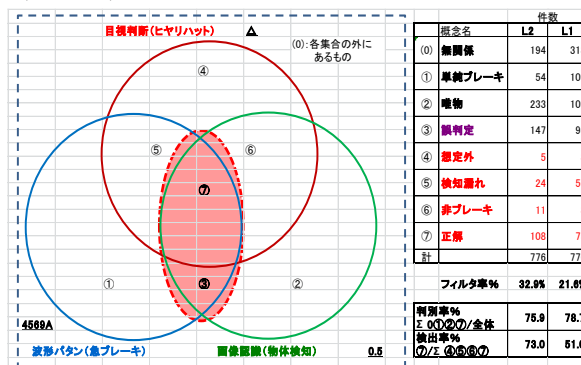 目視判断(ヒヤリハット) △
(0):各集合の外に
あるもの
④
⑤ ⑥
⑦
① ③ ②
4569A
波形パタン(急ブレーキ) 画像認識(物体検知) 0.5
件数
概念名 L2 L1
(0) 無関係 194 31
① 単純ブレーキ 54 10
② 唯物 233 10
③ 誤判定 147 9
④ 想定外 5
⑤ 検知漏れ 24 5
⑥ 非ブレーキ 11
⑦ 正解 108 7
計 776 77
フィルタ率% 32.9% 21.6%
判別率%
Σ 0①②⑦/全体 75.9 78.7
検出率%
⑦/Σ ④⑤⑥⑦ 73.0 51.